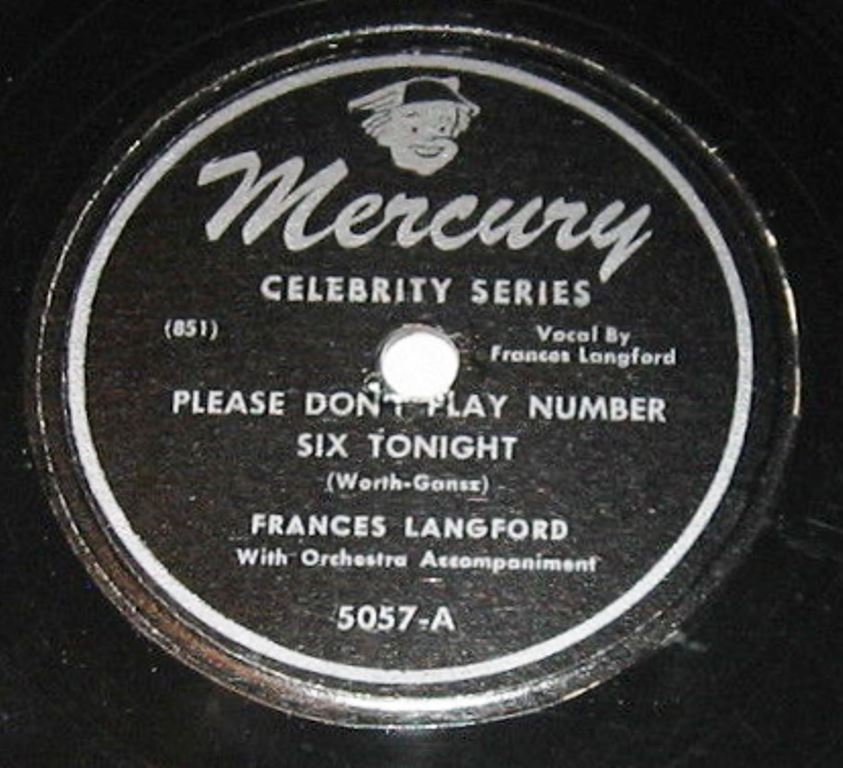 Mercury
CELEBRITY SERIES
(851)
Vocal By
Frances Langford
PLEASE DON'T PLAY NUMBER
SIX TONIGHT
(Worth-Gansz)
FRANCES LANGFORD
With Orchestra Accompaniment
5057-A